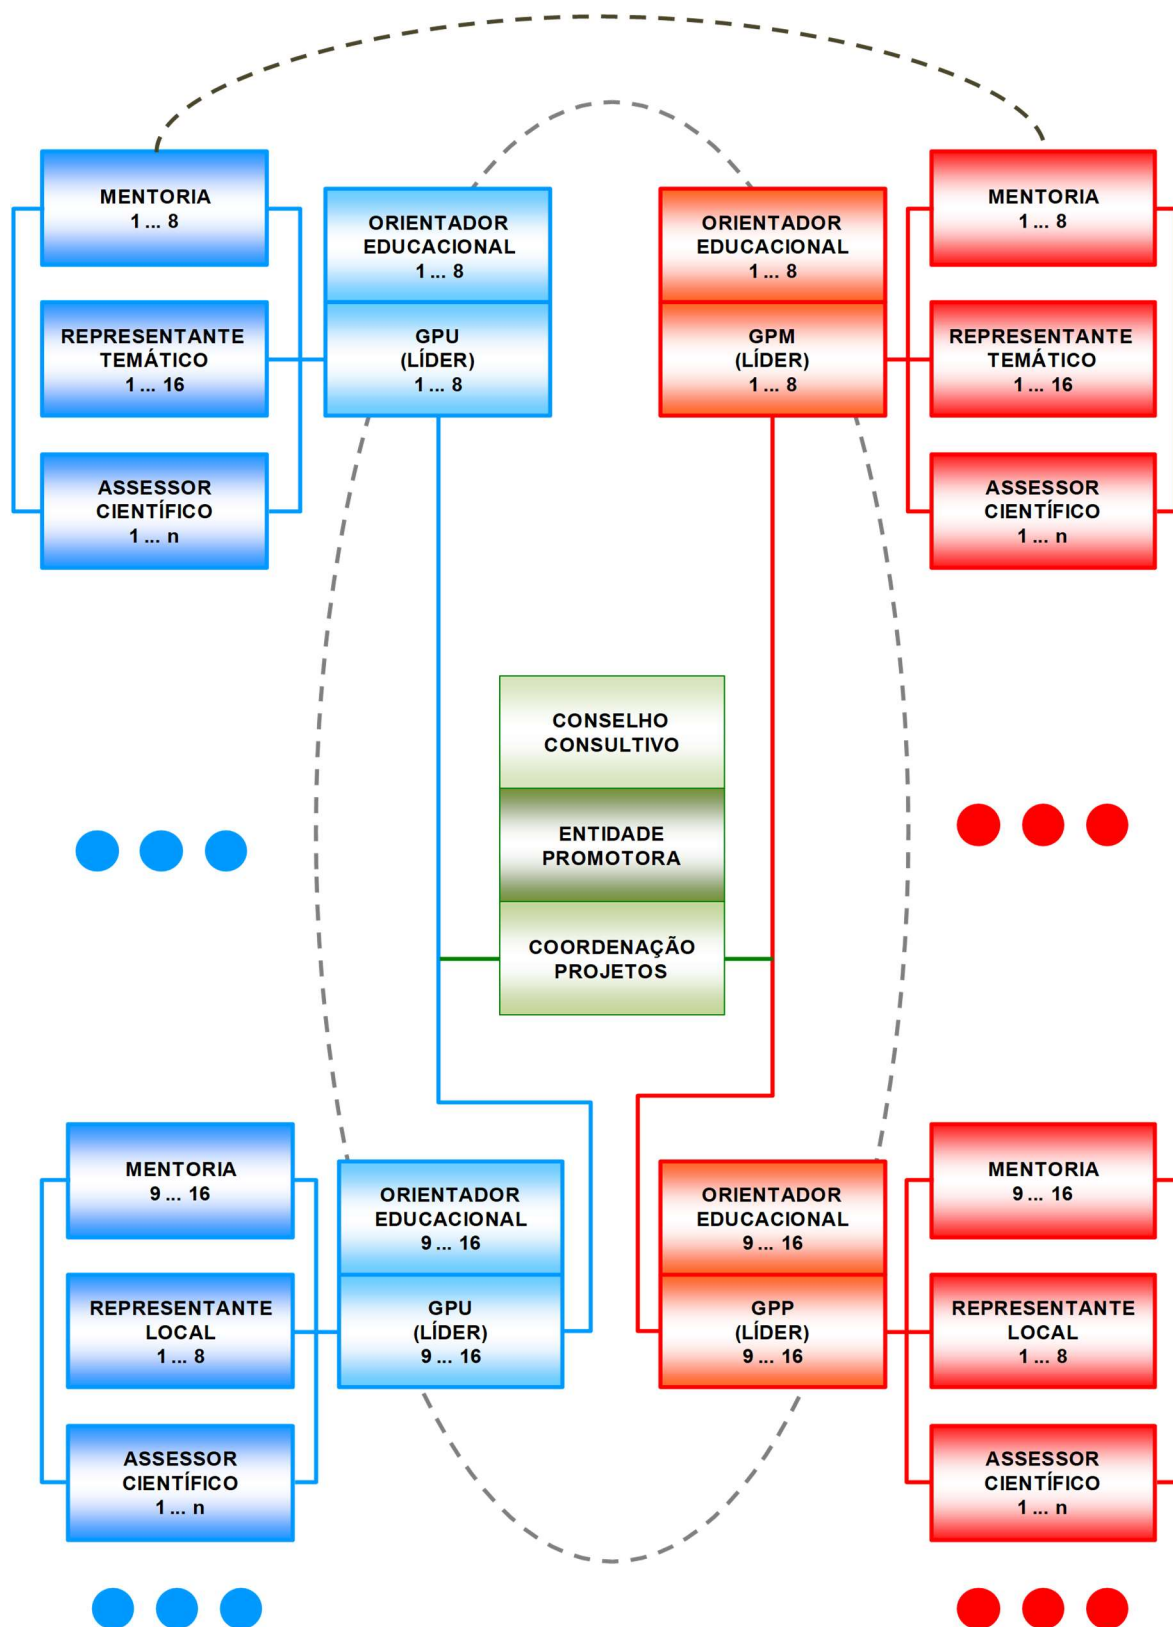 MENTORIA
1 ... 8
REPRESENTANTE
TEMÁTICO
1 ... 16
ASSESSOR
CIENTÍFICO
1 ... n
ORIENTADOR
EDUCACIONAL
1 ... 8
GPU
(LÍDER)
1 ... 8
ORIENTADOR
EDUCACIONAL
1 ... 8
GPM
(LÍDER)
1 ... 8
MENTORIA
1 ... 8
REPRESENTANTE
TEMÁTICO
1 ... 16
ASSESSOR
CIENTÍFICO
1 ... n
CONSELHO
CONSULTIVO
ENTIDADE
PROMOTORA
COORDENAÇÃO
PROJETOS
MENTORIA
9 ... 16
REPRESENTANTE
LOCAL
1 ... 8
ASSESSOR
CIENTÍFICO
1 ... n
ORIENTADOR
EDUCACIONAL
9 ... 16
GPU
(LÍDER)
9 ... 16
ORIENTADOR
EDUCACIONAL
9 ... 16
GPP
(LÍDER)
9 ... 16
MENTORIA
9 ... 16
REPRESENTANTE
LOCAL
1 ... 8
ASSESSOR
CIENTÍFICO
1 ... n